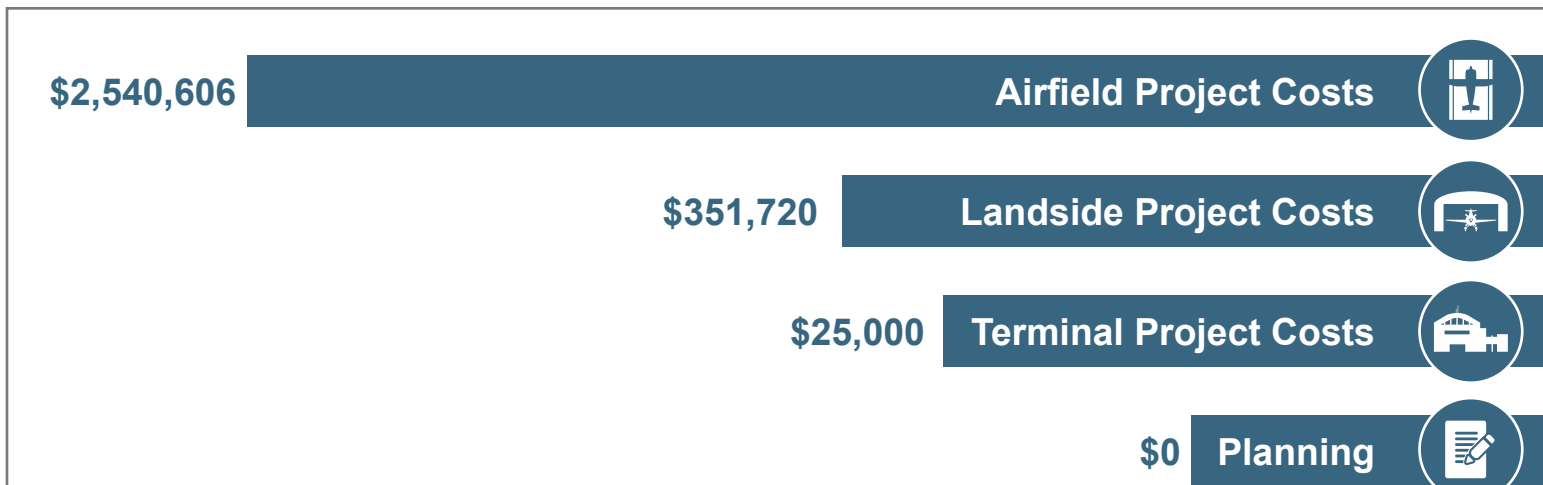 $2,540,606 Airfield Project Costs
$351,720 Landside Project Costs
$25,000 Terminal Project Costs
$0 Planning